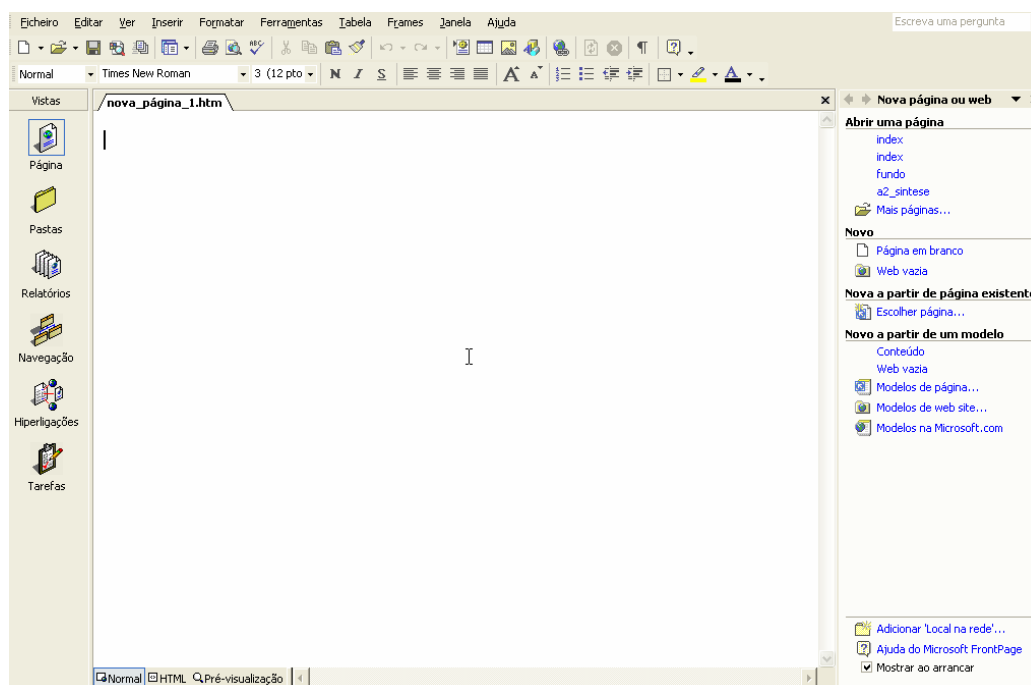 Ficheiro Editar Ver Inserir Formatar Ferramentas Tabela Frames Janela Ajuda Escreva uma pergunta
Normal Times New Roman 3 (12 pto N I S A A A
Vistas
nova_página_1.htm
Nova página ou web
Página
Pastas
Relatórios
Navegação
Hiperligações
Tarefas
Abrir uma página
index
index
fundo
a2_sintese
Mais páginas...
Novo
Página em branco
Web vazia
Nova a partir de página existente
Escolher página...
Novo a partir de um modelo
Conteúdo
Web vazia
Modelos de página...
Modelos de web site...
Modelos na Microsoft.com
Adicionar 'Local na rede'...
Ajuda do Microsoft FrontPage
Mostrar ao arrancar
Normal HTML Pré-visualização